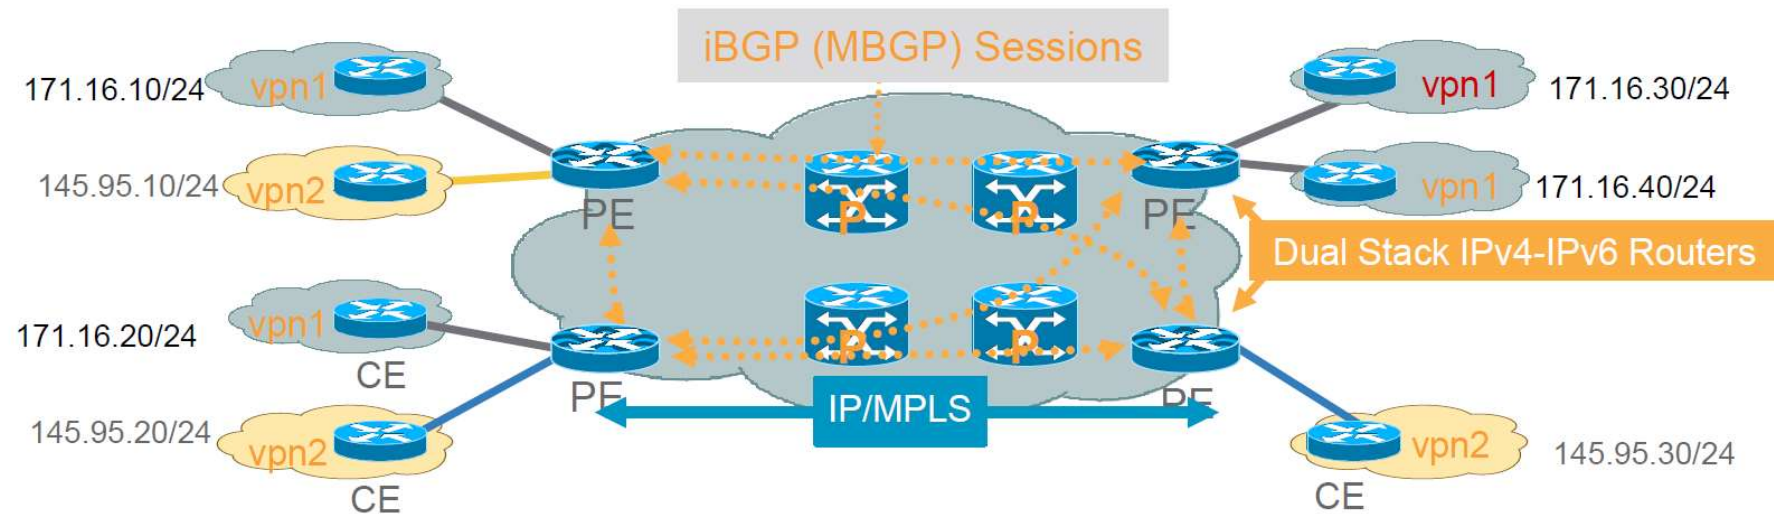 iBGP (MBGP) Sessions
171.16.10/24
vpn1
vpn1
171.16.30/24
145.95.10/24
vpn2
vpn1
171.16.40/24
PE
P
P
PE
Dual Stack IPv4-IPv6 Routers
171.16.20/24
vpn1
CE
PE
P
P
PE
IP/MPLS
145.95.20/24
vpn2
CE
vpn2
145.95.30/24
CE